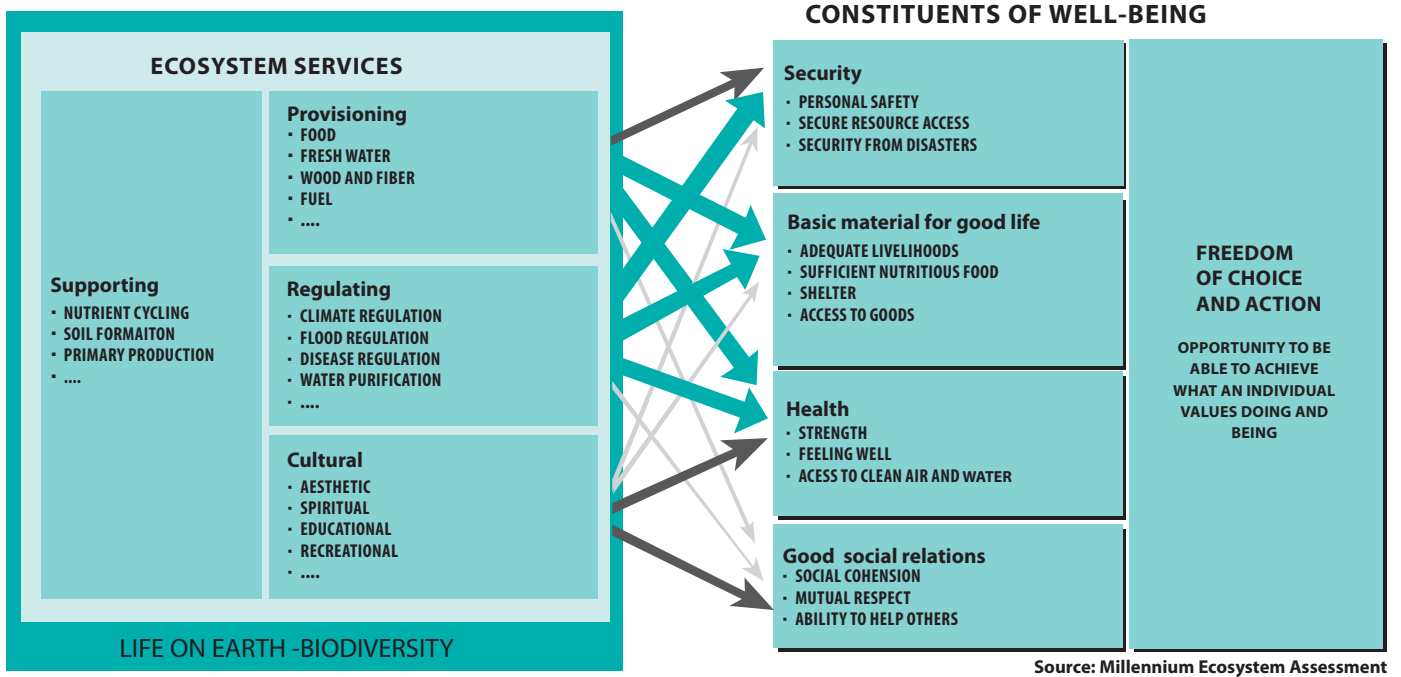 CONSTITUENTS OF WELL-BEING
ECOSYSTEM SERVICES
Supporting
▪ NUTRIENT CYCLING
▪ SOIL FORMAITON
▪ PRIMARY PRODUCTION
▪ ....
Provisioning
▪ FOOD
▪ FRESH WATER
▪ WOOD AND FIBER
▪ FUEL
▪ ....
Regulating
▪ CLIMATE REGULATION
▪ FLOOD REGULATION
▪ DISEASE REGULATION
▪ WATER PURIFICATION
▪ ....
Cultural
▪ AESTHETIC
▪ SPIRITUAL
▪ EDUCATIONAL
▪ RECREATIONAL
▪ ....
LIFE ON EARTH -BIODIVERSITY
Security
▪ PERSONAL SAFETY
▪ SECURE RESOURCE ACCESS
▪ SECURITY FROM DISASTERS
Basic material for good life
▪ ADEQUATE LIVELIHOODS
▪ SUFFICIENT NUTRITIOUS FOOD
▪ SHELTER
▪ ACCESS TO GOODS
Health
▪ STRENGTH
▪ FEELING WELL
▪ ACESS TO CLEAN AIR AND WATER
Good social relations
▪ SOCIAL COHENSION
▪ MUTUAL RESPECT
▪ ABILITY TO HELP OTHERS
FREEDOM
OF CHOICE
AND ACTION
OPPORTUNITY TO BE
ABLE TO ACHIEVE
WHAT AN INDIVIDUAL
VALUES DOING AND
BEING
Source: Millennium Ecosystem Assessment